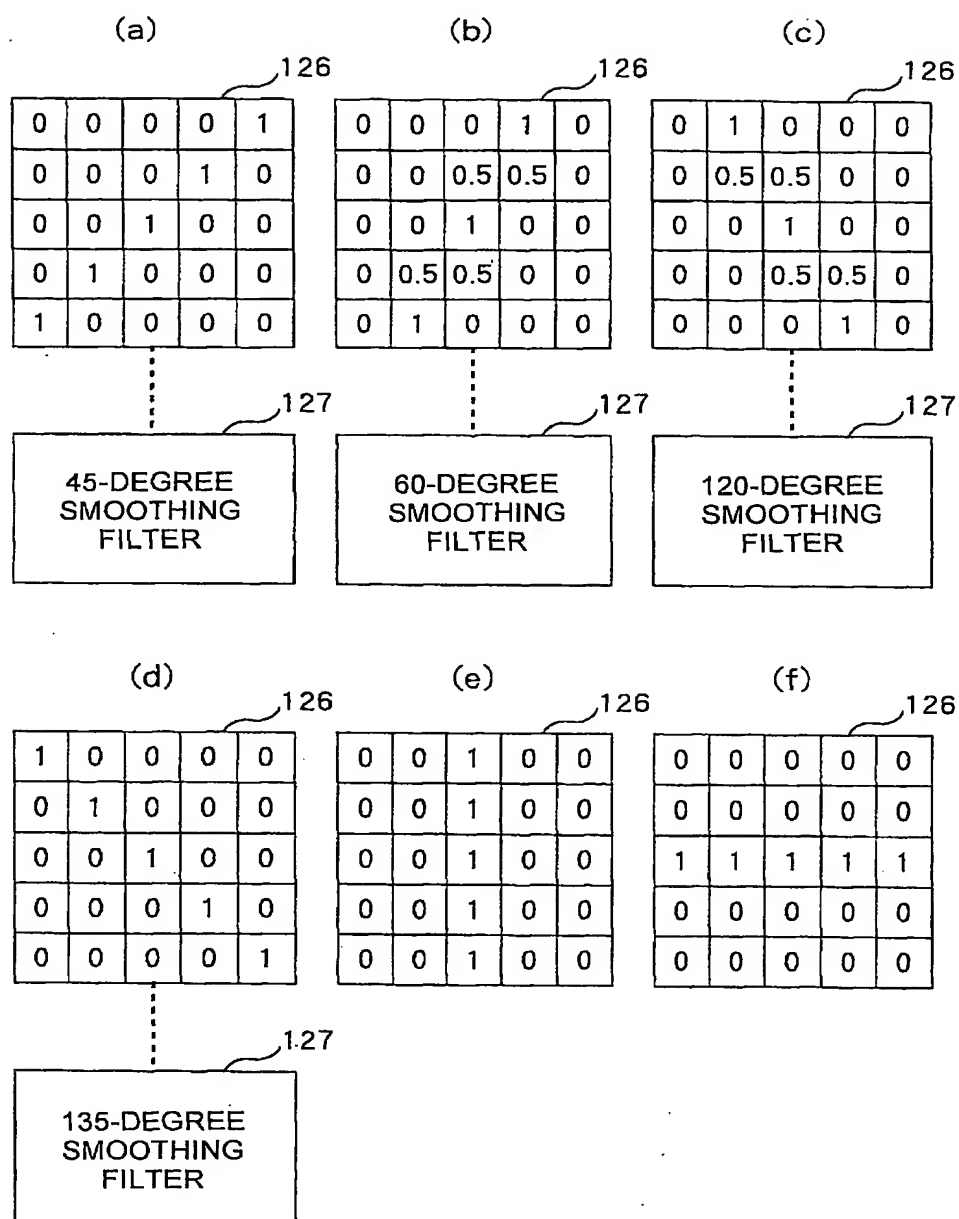 (a) (b) (c)
126 126 126
0 0 0 0 1 0 0 0 1 0 0 1 0 0 0
0 0 0 1 0 0 0 0.5 0.5 0 0 0.5 0.5 0 0
0 0 1 0 0 0 0 1 0 0 0 0 1 0 0
0 1 0 0 0 0 0.5 0.5 0 0 0 0 0.5 0.5 0
1 0 0 0 0 0 1 0 0 0 0 0 0 1 0
127 127 127
45-DEGREE
SMOOTHING
FILTER
60-DEGREE
SMOOTHING
FILTER
120-DEGREE
SMOOTHING
FILTER
(d) (e) (f)
126 126 126
1 0 0 0 0 0 0 1 0 0 0 0 0 0 0
0 1 0 0 0 0 0 1 0 0 0 0 0 0 0
0 0 1 0 0 0 0 1 0 0 1 1 1 1 1
0 0 0 1 0 0 0 1 0 0 0 0 0 0 0
0 0 0 0 1 0 0 1 0 0 0 0 0 0 0
127
135-DEGREE
SMOOTHING
FILTER